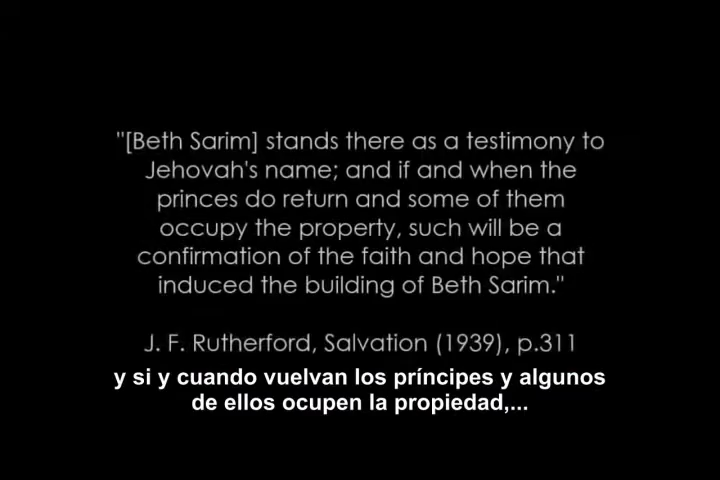 "[Beth Sarim] stands there as a testimony to
Jehovah's name; and if and when the
princes do return and some of them
occupy the property, such will be a
confirmation of the faith and hope that
induced the building of Beth Sarim."
J. F. Rutherford, Salvation (1939), p.311
y si y cuando vuelvan los príncipes y algunos
de ellos ocupen la propiedad,...